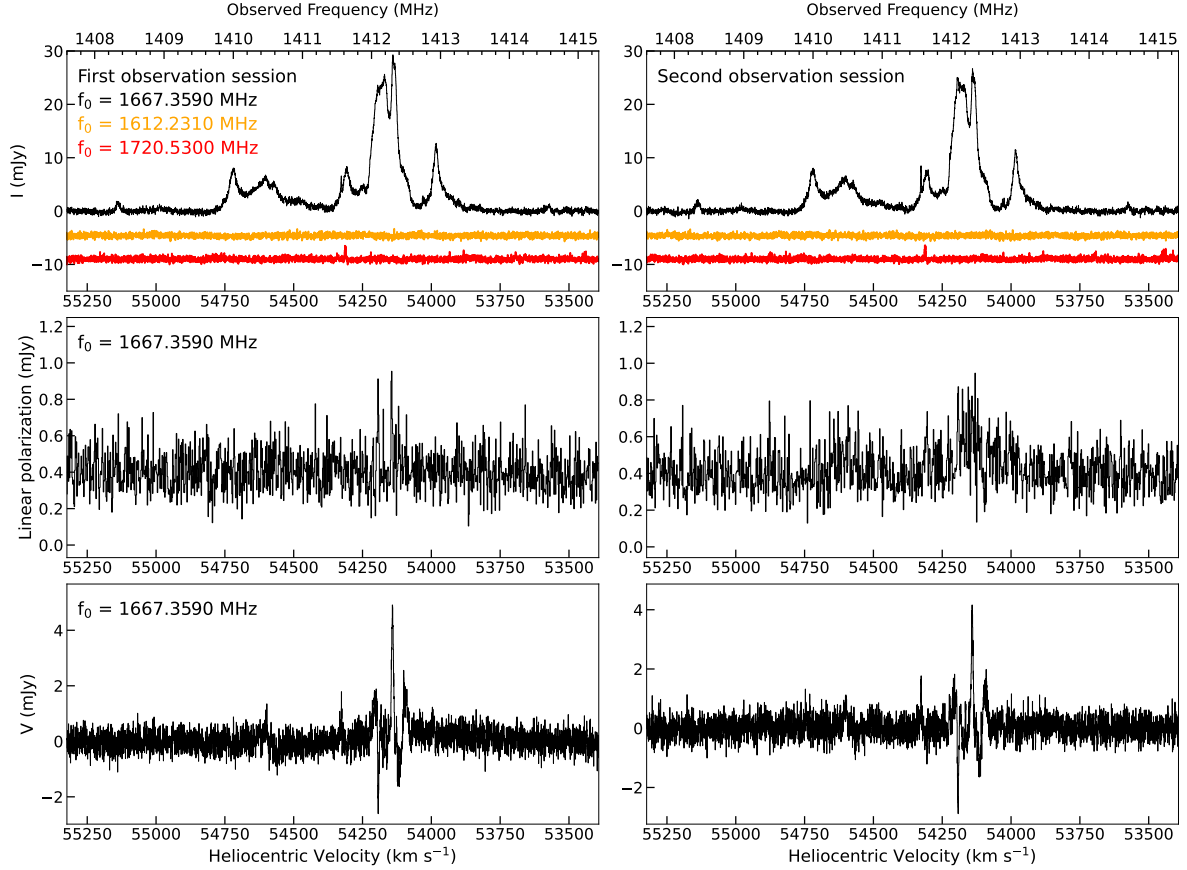 Observed Frequency (MHz)
1408 1409 1410 1411 1412 1413 1414 1415
First observation session
f₀ = 1667.3590 MHz
f₀ = 1612.2310 MHz
f₀ = 1720.5300 MHz
I (mJy)
30
20
10
0
−10
55250 55000 54750 54500 54250 54000 53750 53500
Observed Frequency (MHz)
1408 1409 1410 1411 1412 1413 1414 1415
Second observation session
30
20
10
0
−10
55250 55000 54750 54500 54250 54000 53750 53500
f₀ = 1667.3590 MHz
Linear polarization (mJy)
1.2
1.0
0.8
0.6
0.4
0.2
0.0
55250 55000 54750 54500 54250 54000 53750 53500
1.2
1.0
0.8
0.6
0.4
0.2
0.0
55250 55000 54750 54500 54250 54000 53750 53500
f₀ = 1667.3590 MHz
V (mJy)
4
2
0
−2
55250 55000 54750 54500 54250 54000 53750 53500
Heliocentric Velocity (km s⁻¹)
4
2
0
−2
55250 55000 54750 54500 54250 54000 53750 53500
Heliocentric Velocity (km s⁻¹)